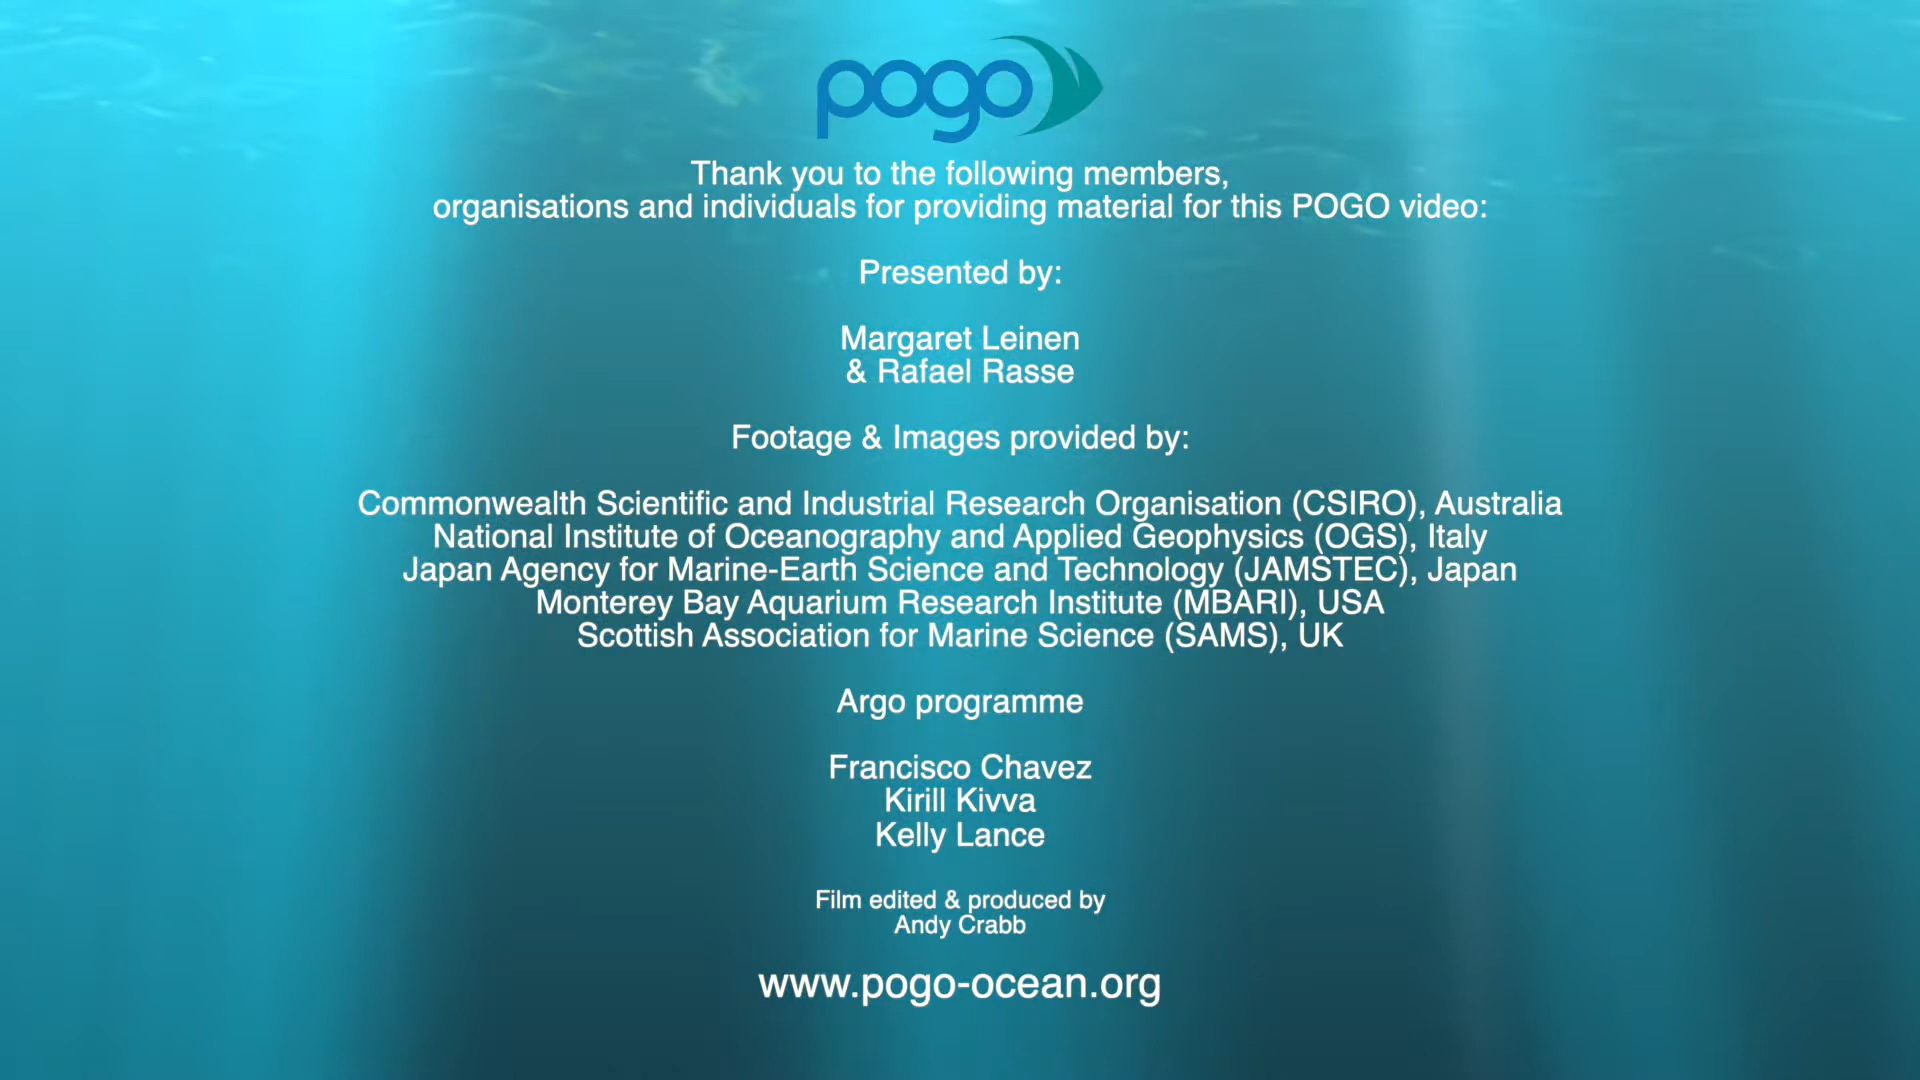 pogo
Thank you to the following members,
organisations and individuals for providing material for this POGO video:
Presented by:
Margaret Leinen
& Rafael Rasse
Footage & Images provided by:
Commonwealth Scientific and Industrial Research Organisation (CSIRO), Australia
National Institute of Oceanography and Applied Geophysics (OGS), Italy
Japan Agency for Marine-Earth Science and Technology (JAMSTEC), Japan
Monterey Bay Aquarium Research Institute (MBARI), USA
Scottish Association for Marine Science (SAMS), UK
Argo programme
Francisco Chavez
Kirill Kivva
Kelly Lance
Film edited & produced by
Andy Crabb
www.pogo-ocean.org